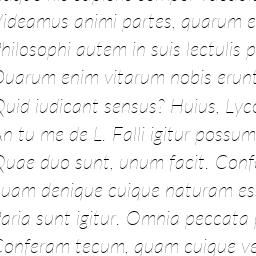 Videamus animi partes, quarum e
Philosophi autem in suis lectulis p
Quarum enim vitarum nobis erunt
Quid iudicant sensus? Huius, Lyco
An tu me de L. Falli igitur possum
Quae duo sunt, unum facit. Confe
quam denique cuique naturam es
Varia sunt igitur. Omnia peccata p
Conferam tecum, quam cuique ve